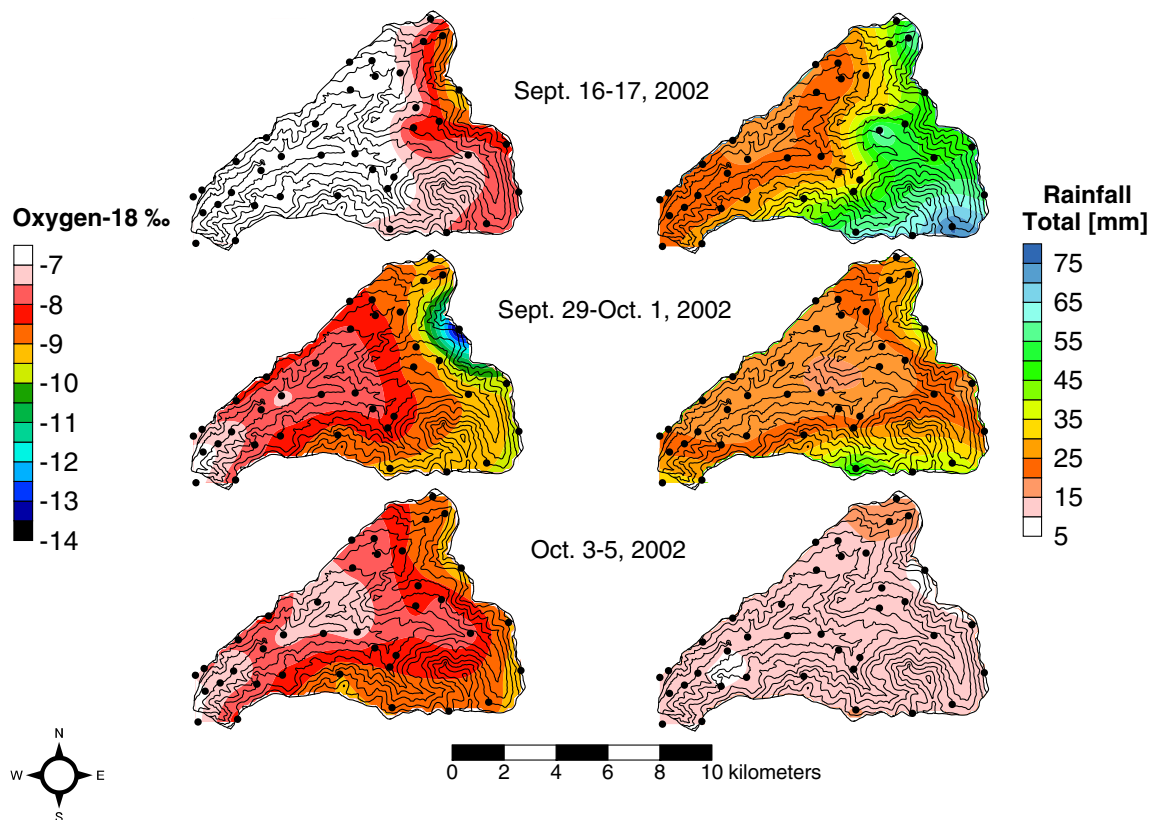 Sept. 16-17, 2002
Oxygen-18 ‰
-7
-8
-9
-10
-11
-12
-13
-14
Rainfall
Total [mm]
75
65
55
45
35
25
15
5
Sept. 29-Oct. 1, 2002
Oct. 3-5, 2002
N
W E
S
0 2 4 6 8 10 kilometers